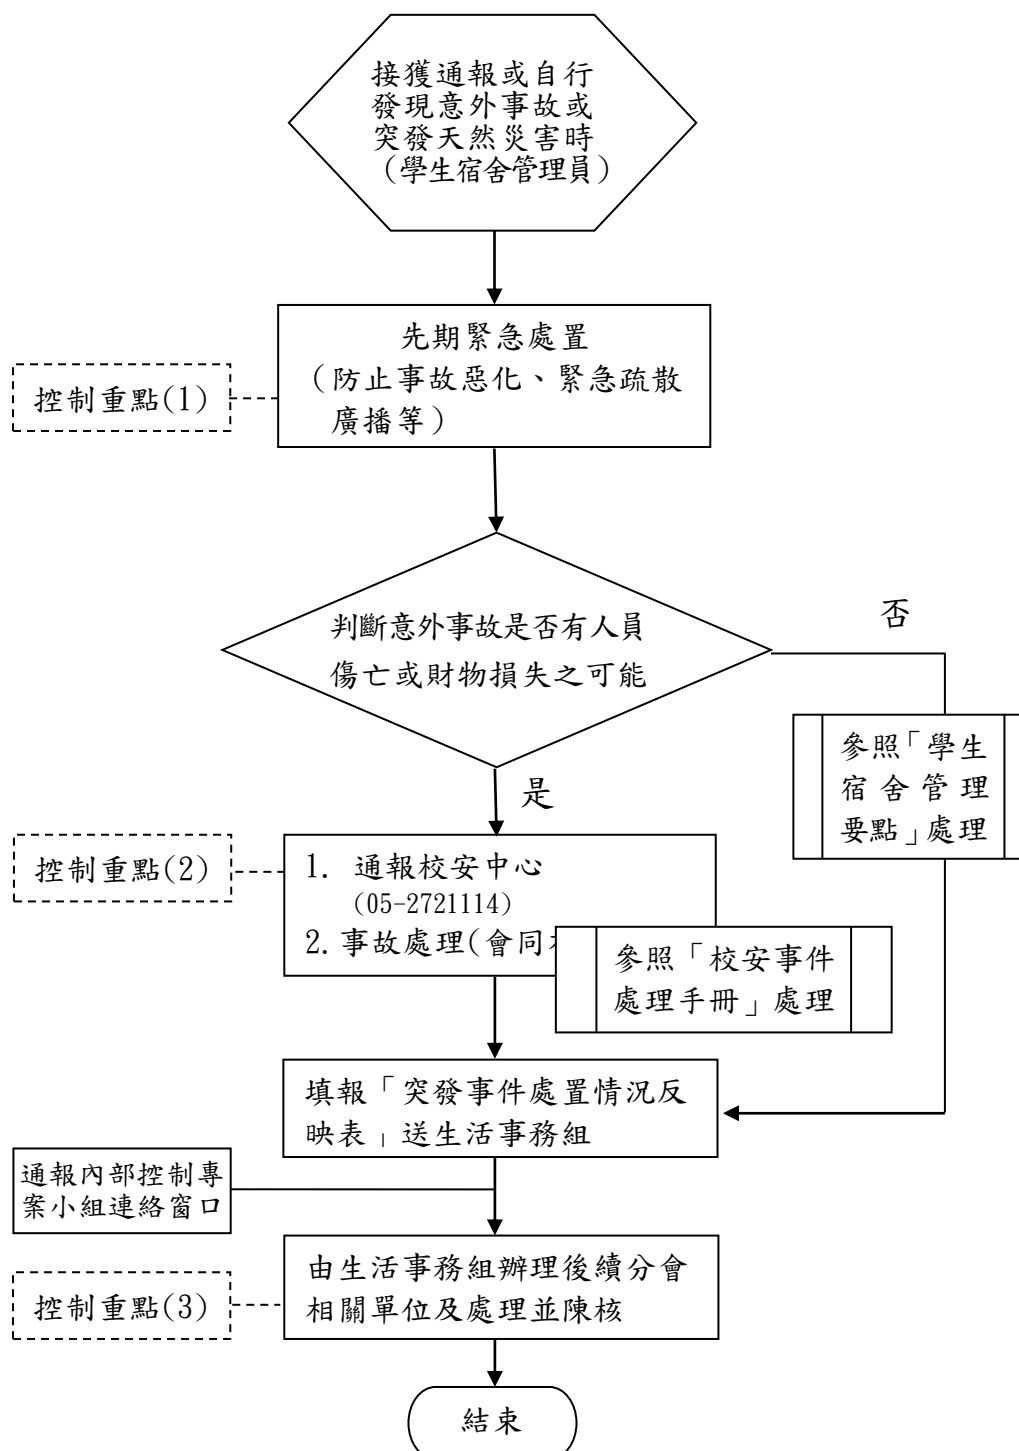 接獲通報或自行
發現意外事故或
突發天然災害時
（學生宿舍管理員）
先期緊急處置
（防止事故惡化、緊急疏散
廣播等）
控制重點(1)
判斷意外事故是否有人員
傷亡或財物損失之可能
否
參照「學生
宿舍管理
要點」處理
是
控制重點(2)
1. 通報校安中心
（05-2721114）
2.事故處理(會同
參照「校安事件
處理手冊」處理
填報「突發事件處置情況反
映表」送生活事務組
通報內部控制專
案小組連絡窗口
由生活事務組辦理後續分會
相關單位及處理並陳核
控制重點(3)
結束